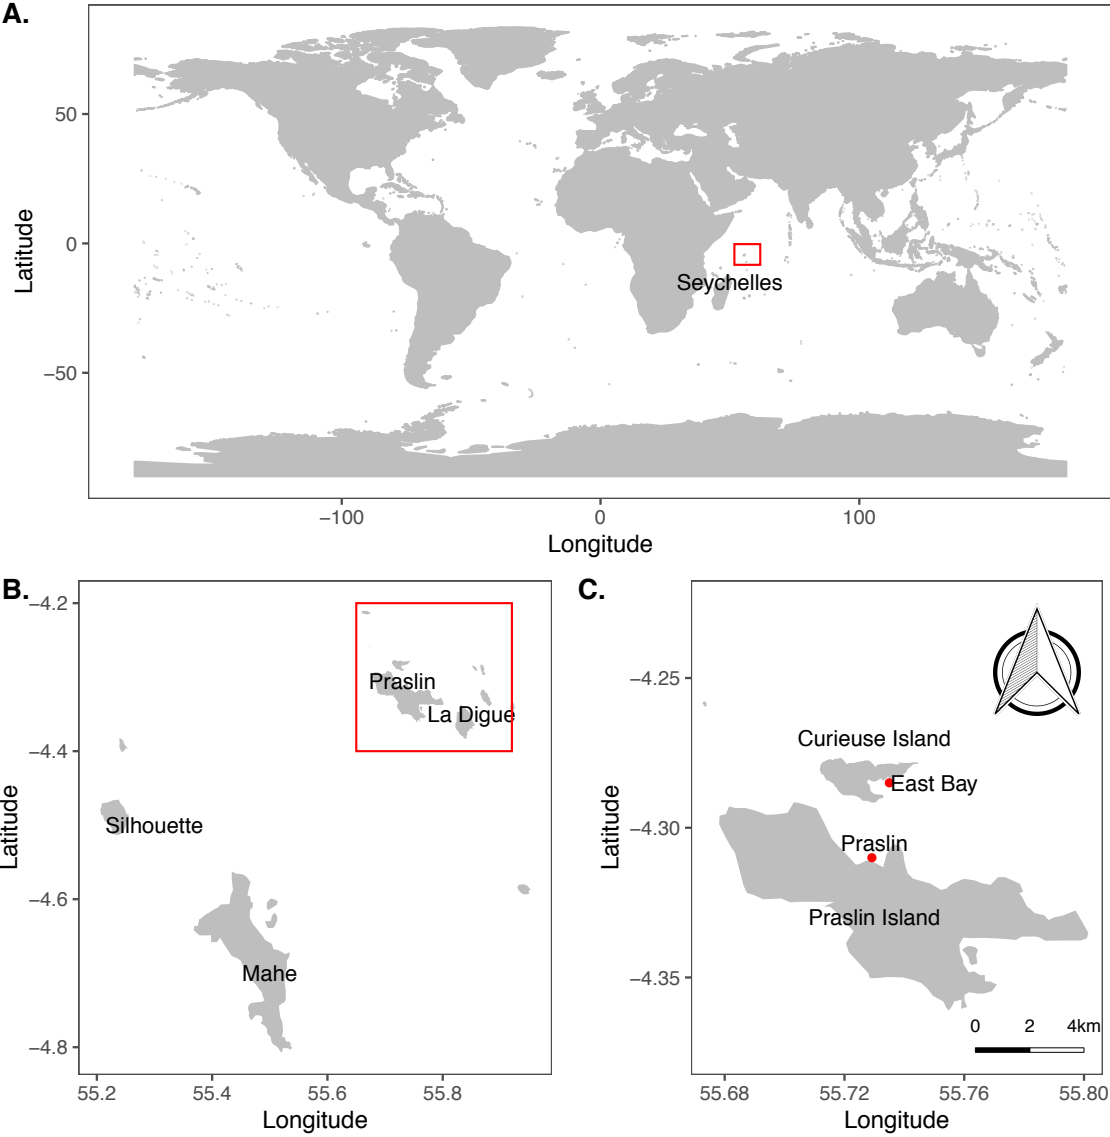 A.
50
0
−50
Latitude
Seychelles
−100
0
100
Longitude
B.
−4.2
−4.4
−4.6
−4.8
Latitude
Praslin
La Digue
Silhouette
Mahe
55.2
55.4
55.6
55.8
Longitude
C.
−4.25
−4.30
−4.35
Latitude
Curieuse Island
East Bay
Praslin
Praslin Island
0 2 4km
55.68
55.72
55.76
55.80
Longitude